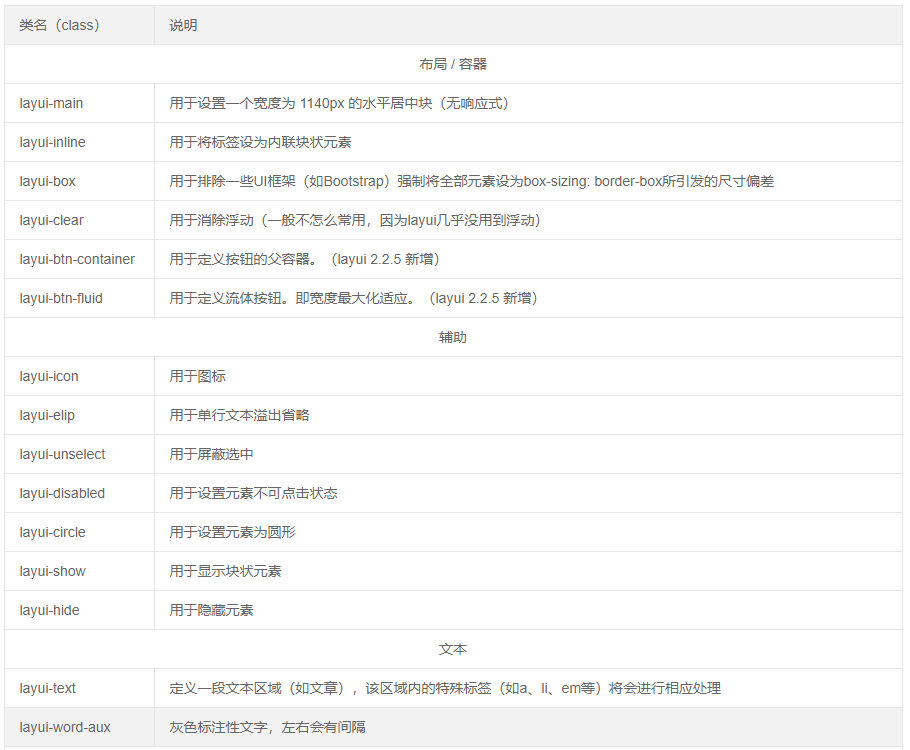 类名（class） 说明
布局 / 容器
layui-main 用于设置一个宽度为 1140px 的水平居中块（无响应式）
layui-inline 用于将标签设为内联块状元素
layui-box 用于排除一些UI框架（如Bootstrap）强制将全部元素设为box-sizing: border-box所引发的尺寸偏差
layui-clear 用于消除浮动（一般不怎么常用，因为layui几乎没用到浮动）
layui-btn-container 用于定义按钮的父容器。（layui 2.2.5 新增）
layui-btn-fluid 用于定义流体按钮。即宽度最大化适应。（layui 2.2.5 新增）
辅助
layui-icon 用于图标
layui-elip 用于单行文本溢出省略
layui-unselect 用于屏蔽选中
layui-disabled 用于设置元素不可点击状态
layui-circle 用于设置元素为圆形
layui-show 用于显示块状元素
layui-hide 用于隐藏元素
文本
layui-text 定义一段文本区域（如文章），该区域内的特殊标签（如a、li、em等）将会进行相应处理
layui-word-aux 灰色标注性文字，左右会有间隔